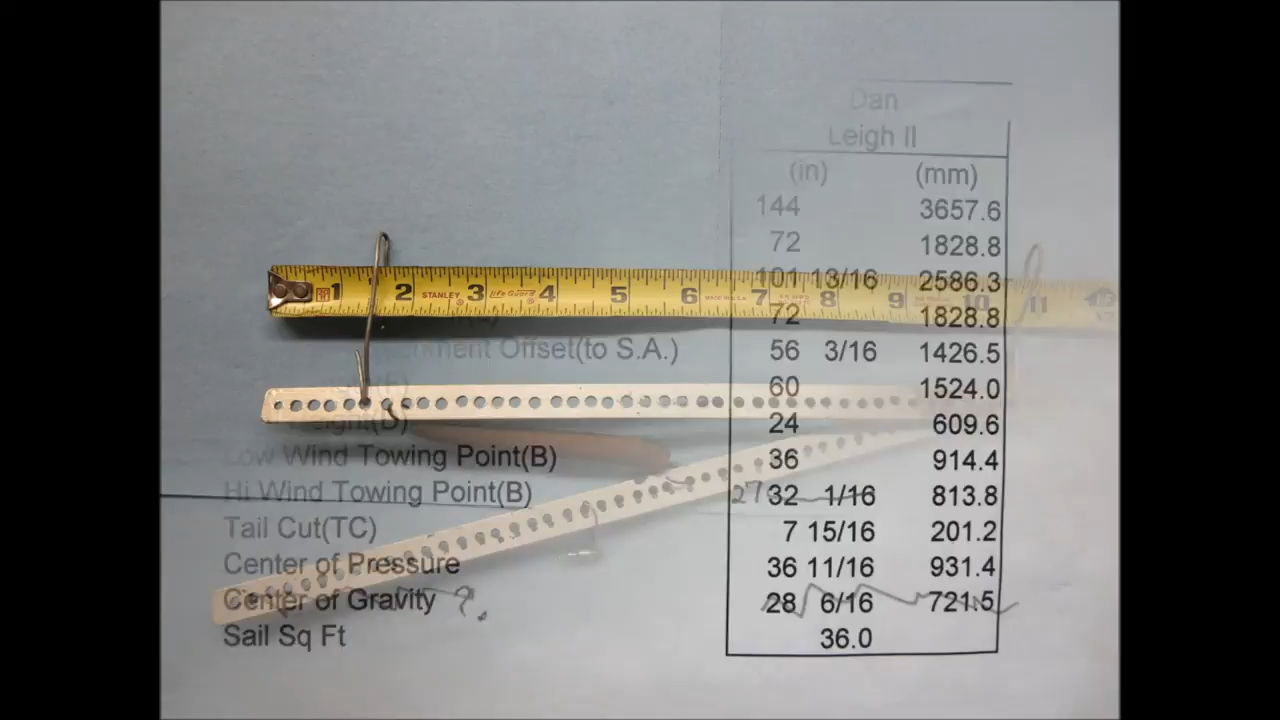 Dan
Leigh II
(in) (mm)
144 3657.6
72 1828.8
101 13/16 2586.3
1 2 STANLEY 3 Life Guard 4 5 6 MADE IN U.S.A. 7 8 9 10 11
72 1828.8
Offset(to S.A.) 56 3/16 1426.5
60 1524.0
24 609.6
Low Wind Towing Point(B) 36 914.4
Hi Wind Towing Point(B) 32 1/16 813.8
Tail Cut(TC) 7 15/16 201.2
Center of Pressure 36 11/16 931.4
Center of Gravity ? 28 6/16 721.5
Sail Sq Ft 36.0